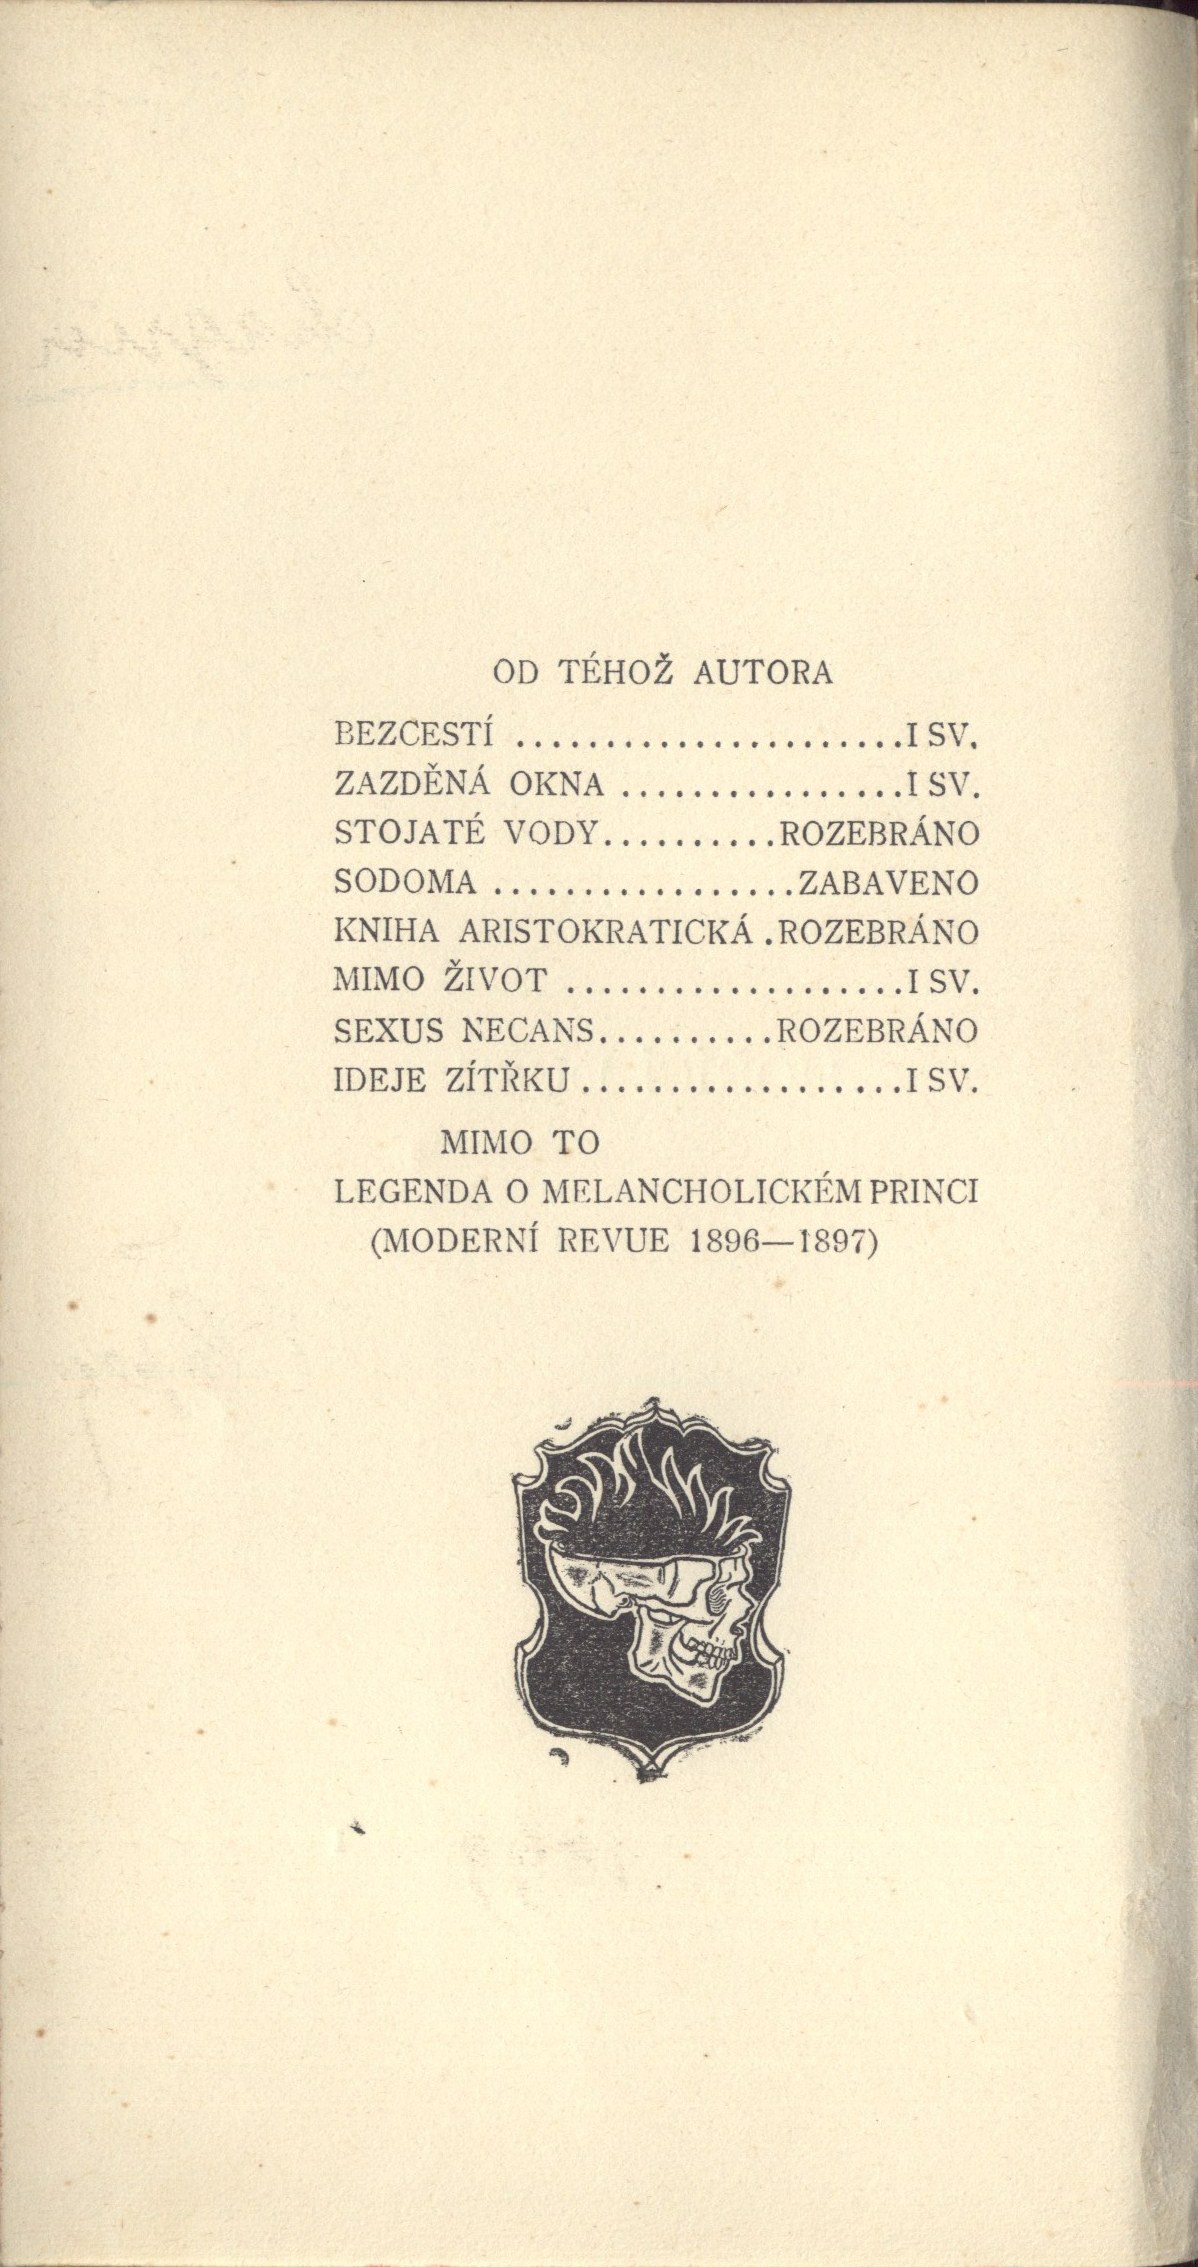 OD TÉHOŽ AUTORA
BEZCESTÍ .......................I SV.
ZAZDĚNÁ OKNA .................I SV.
STOJATÉ VODY..........ROZEBRÁNO
SODOMA .................ZABAVENO
KNIHA ARISTOKRATICKÁ .ROZEBRÁNO
MIMO ŽIVOT ....................I SV.
SEXUS NECANS..........ROZEBRÁNO
IDEJE ZÍTŘKU...................I SV.
MIMO TO
LEGENDA O MELANCHOLICKÉM PRINCI
(MODERNÍ REVUE 1896—1897)